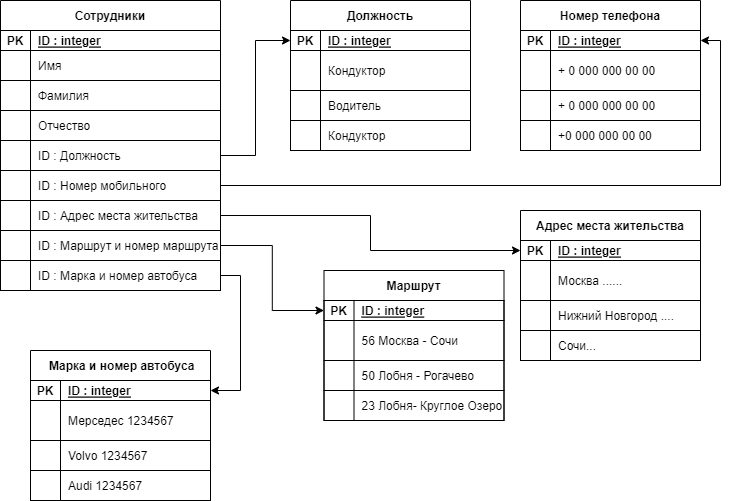 Сотрудники
PK ID : integer
Имя
Фамилия
Отчество
ID : Должность
ID : Номер мобильного
ID : Адрес места жительства
ID : Маршрут и номер маршрута
ID : Марка и номер автобуса
Должность
PK ID : integer
Кондуктор
Водитель
Кондуктор
Номер телефона
PK ID : integer
+ 0 000 000 00 00
+ 0 000 000 00 00
+0 000 000 00 00
Адрес места жительства
PK ID : integer
Москва ......
Нижний Новгород ....
Сочи...
Маршрут
PK ID : integer
56 Москва - Сочи
50 Лобня - Рогачево
23 Лобня- Круглое Озеро
Марка и номер автобуса
PK ID : integer
Мерседес 1234567
Volvo 1234567
Audi 1234567